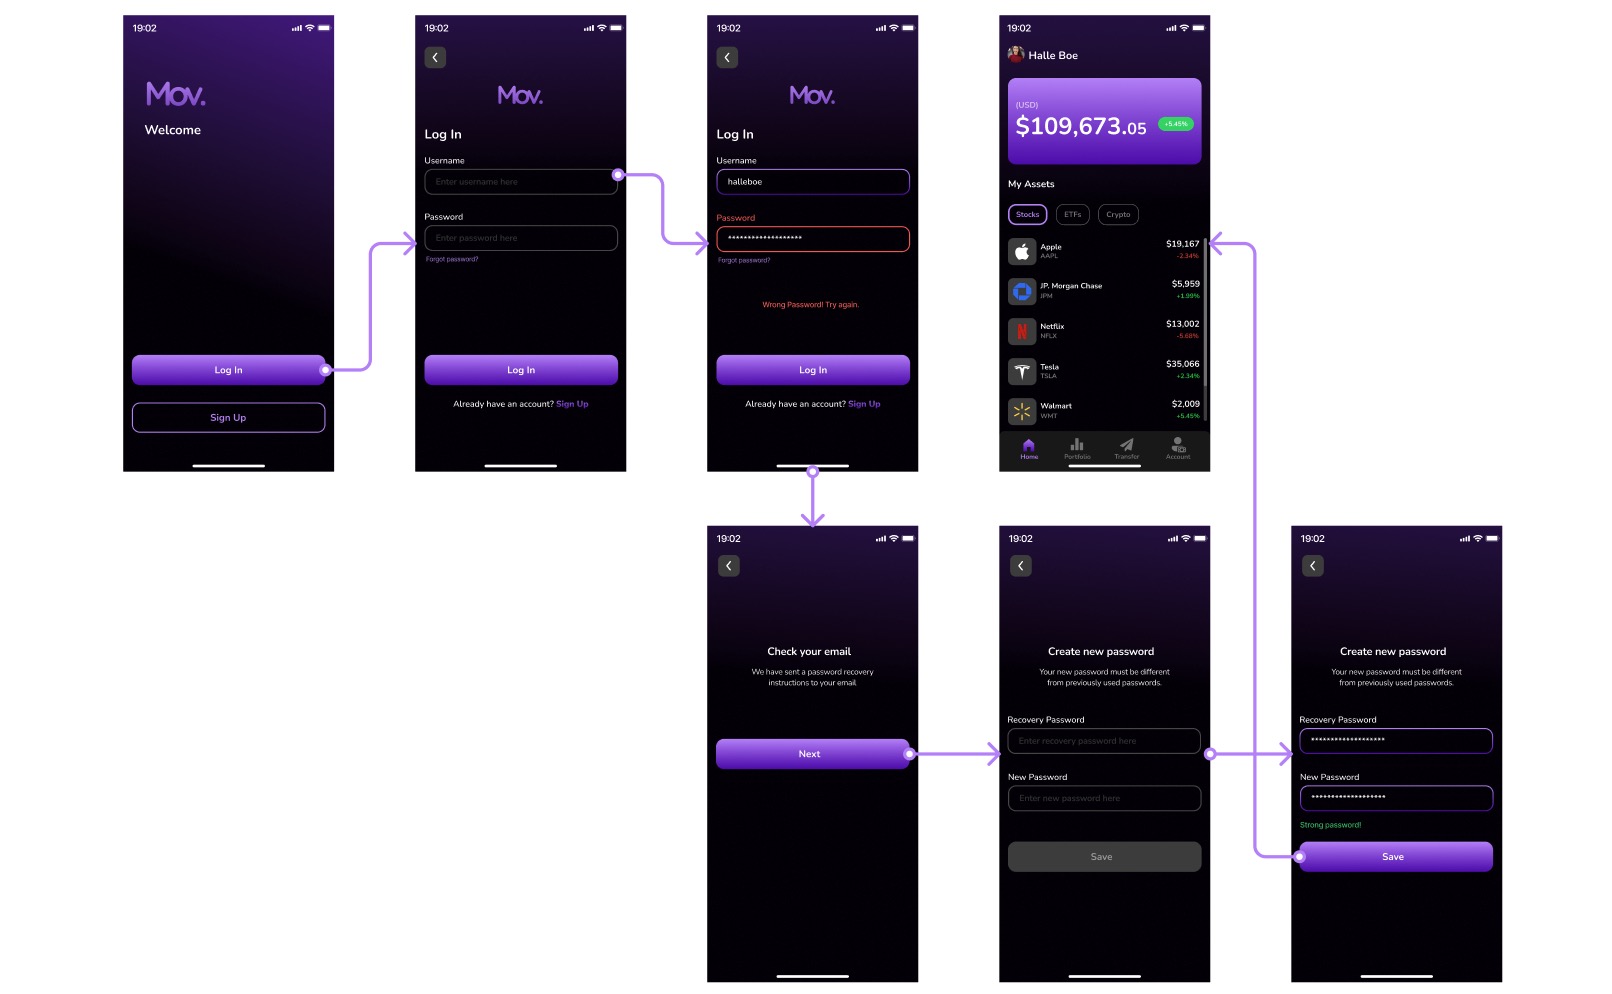 19:02
Mov.
Welcome
Log In
Sign Up
19:02
Mov.
Log In
Username
Enter username here
Password
Enter password here
Forgot password?
Log In
Already have an account? Sign Up
19:02
Mov.
Log In
Username
halleboe
Password
*******************
Forgot password?
Wrong Password! Try again.
Log In
Already have an account? Sign Up
19:02
Halle Boe
(USD)
$109,673.05
+5.45%
My Assets
Stocks
ETFs
Crypto
Apple
AAPL
$19,167
-2.34%
JP. Morgan Chase
JPM
$5,959
+1.99%
Netflix
NFLX
$13,002
-5.68%
Tesla
TSLA
$35,066
+2.34%
Walmart
WMT
$2,009
+5.45%
Home
Portfolio
Transfer
Account
19:02
Check your email
We have sent a password recovery
instructions to your email
Next
19:02
Create new password
Your new password must be different
from previously used passwords.
Recovery Password
Enter recovery password here
New Password
Enter new password here
Save
19:02
Create new password
Your new password must be different
from previously used passwords.
Recovery Password
*******************
New Password
*******************
Strong password!
Save